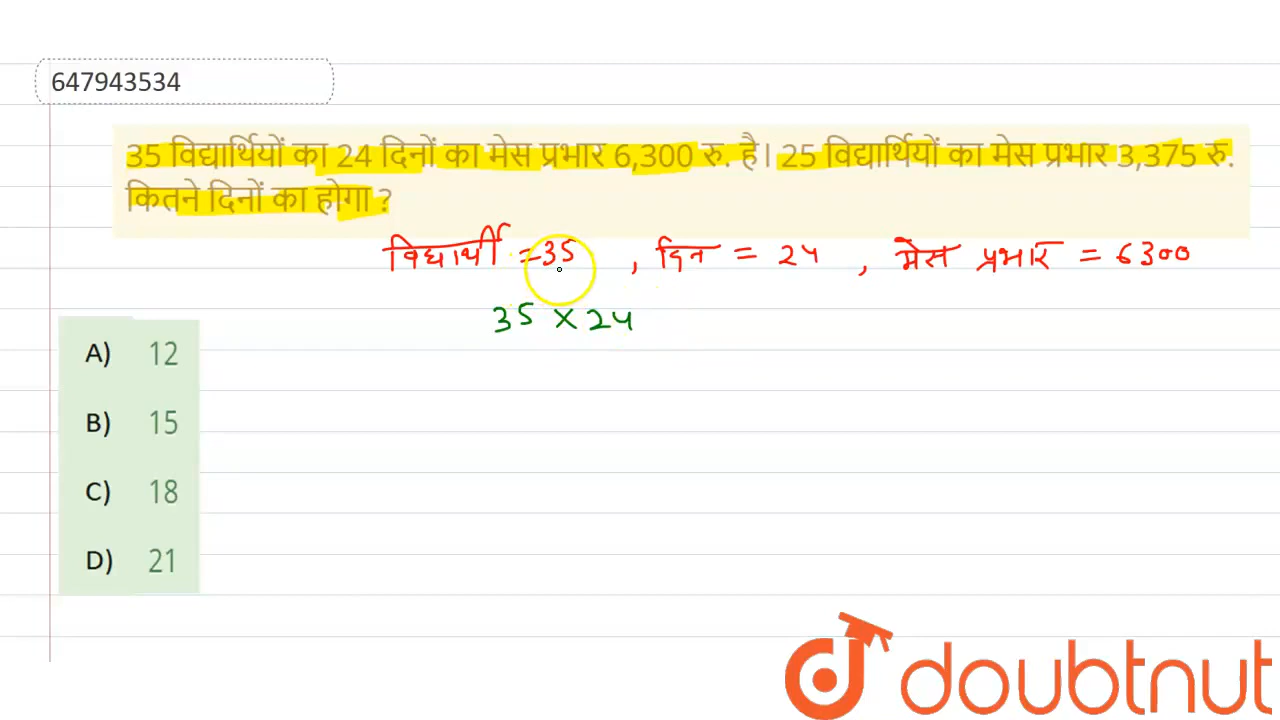 647943534
35 विद्यार्थियों का 24 दिनों का मेस प्रभार 6,300 रु. है। 25 विद्यार्थियों का मेस प्रभार 3,375 रु.
कितने दिनों का होगा ?
विद्यार्थी = 35 , दिन = 24 , मेस प्रभार = 6300
35 × 24
A) 12
B) 15
C) 18
D) 21
doubtnut